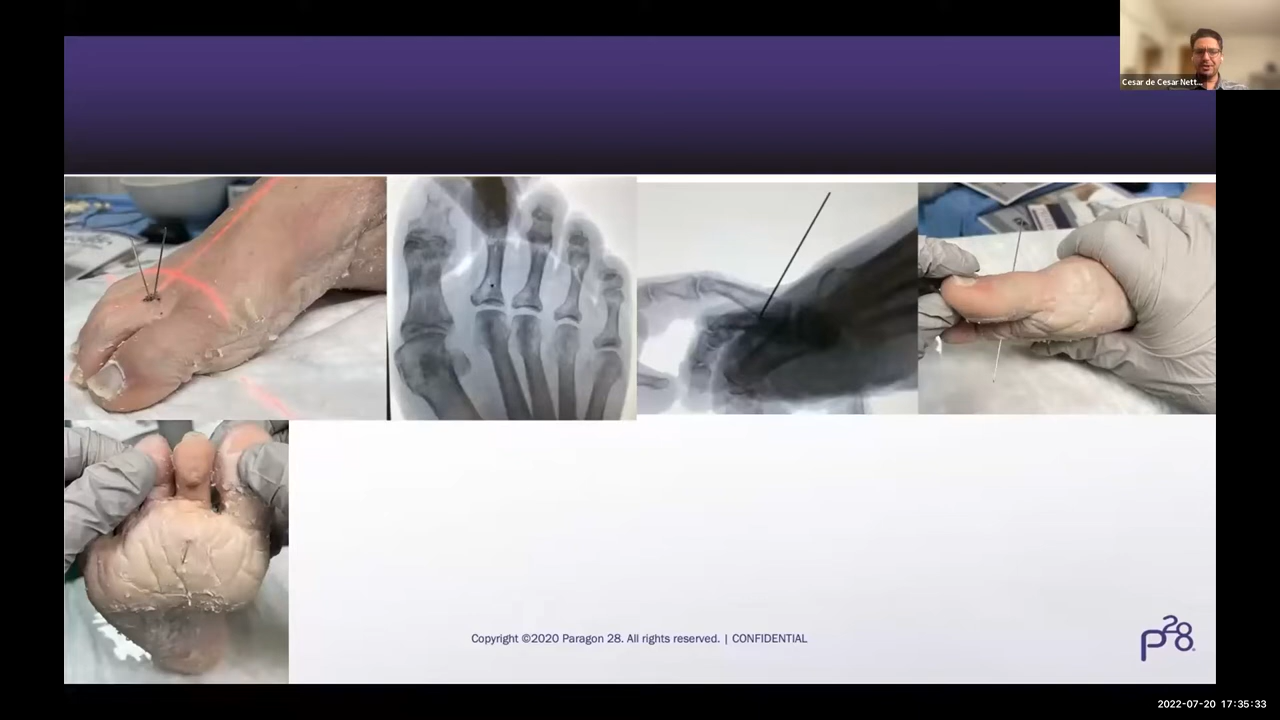 Cesar de Cesar Nett...
Copyright ©2020 Paragon 28. All rights reserved. | CONFIDENTIAL
p28
2022-07-20 17:35:33